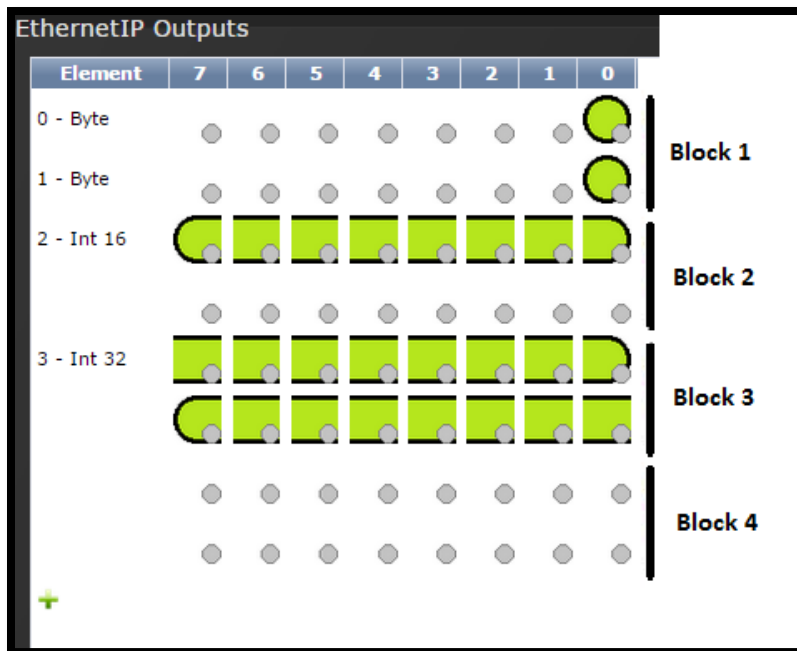 EthernetIP Outputs
Element 7 6 5 4 3 2 1 0
0 - Byte
Block 1
1 - Byte
2 - Int 16
Block 2
3 - Int 32
Block 3
Block 4